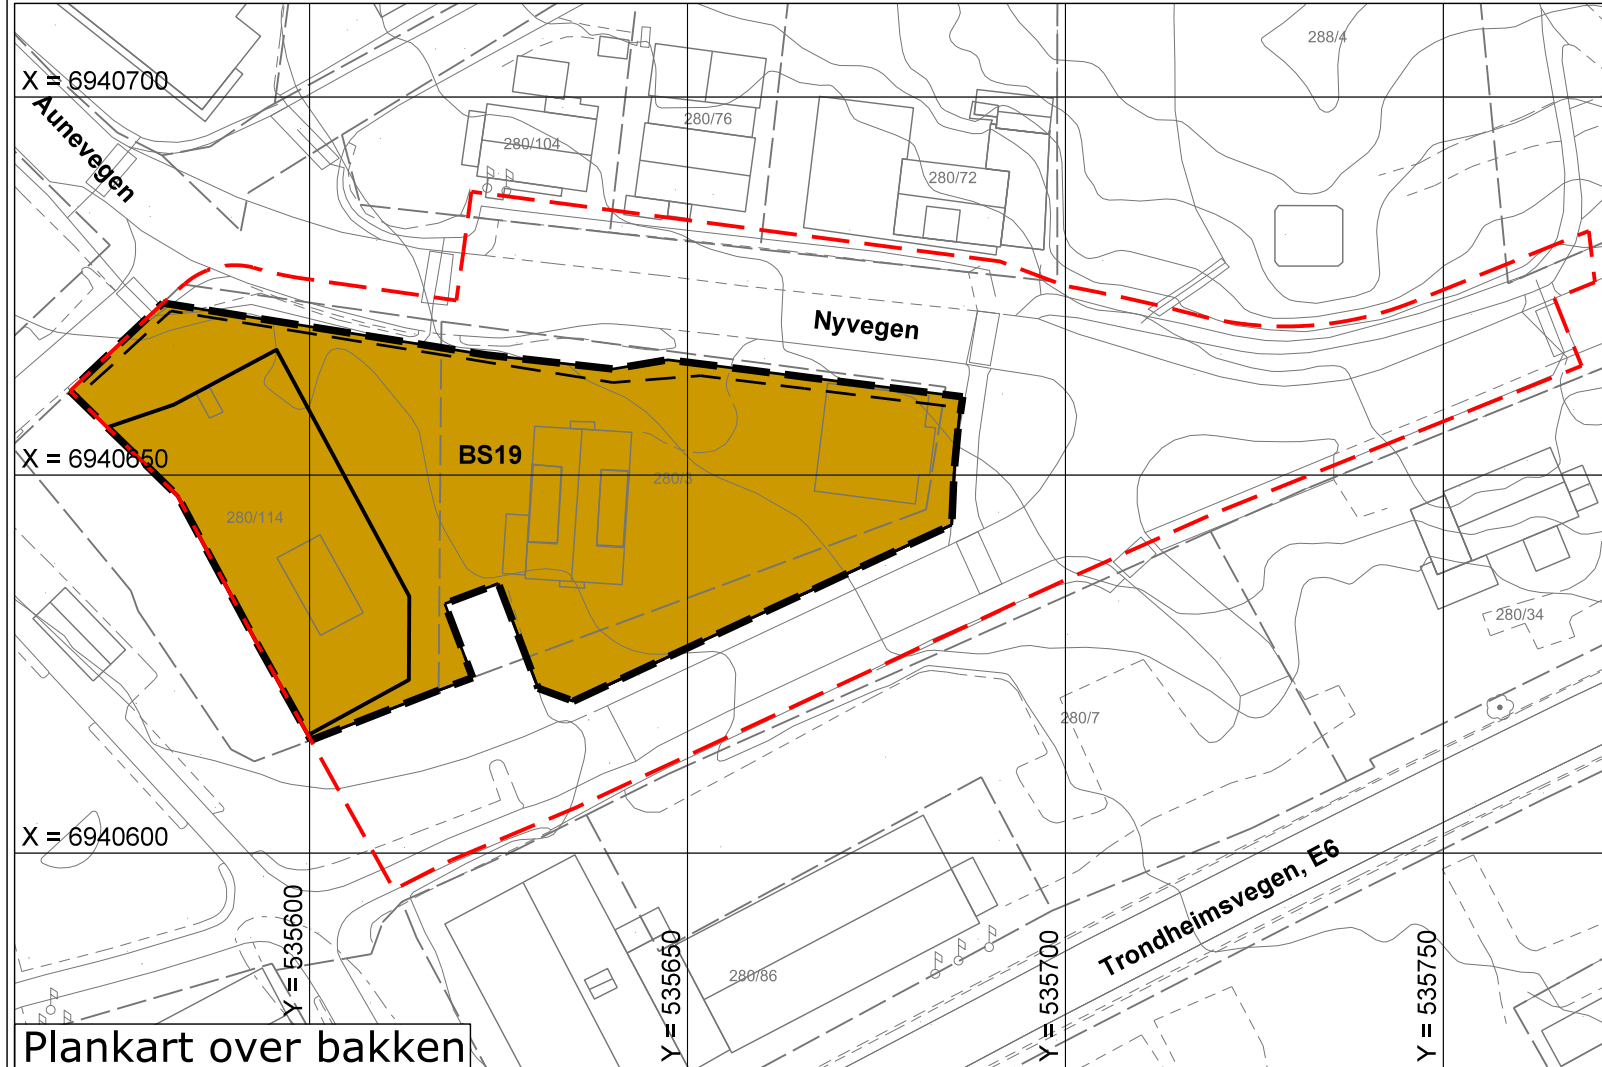 288/4
X = 6940700
Aunevegen
280/76
280/104
280/72
Nyvegen
BS19
X = 6940650
280/3
280/114
280/34
280/7
X = 6940600
Trondheimsvegen, E6
Y = 535600
Y = 535650
Y = 535700
Y = 535750
280/86
Plankart over bakken